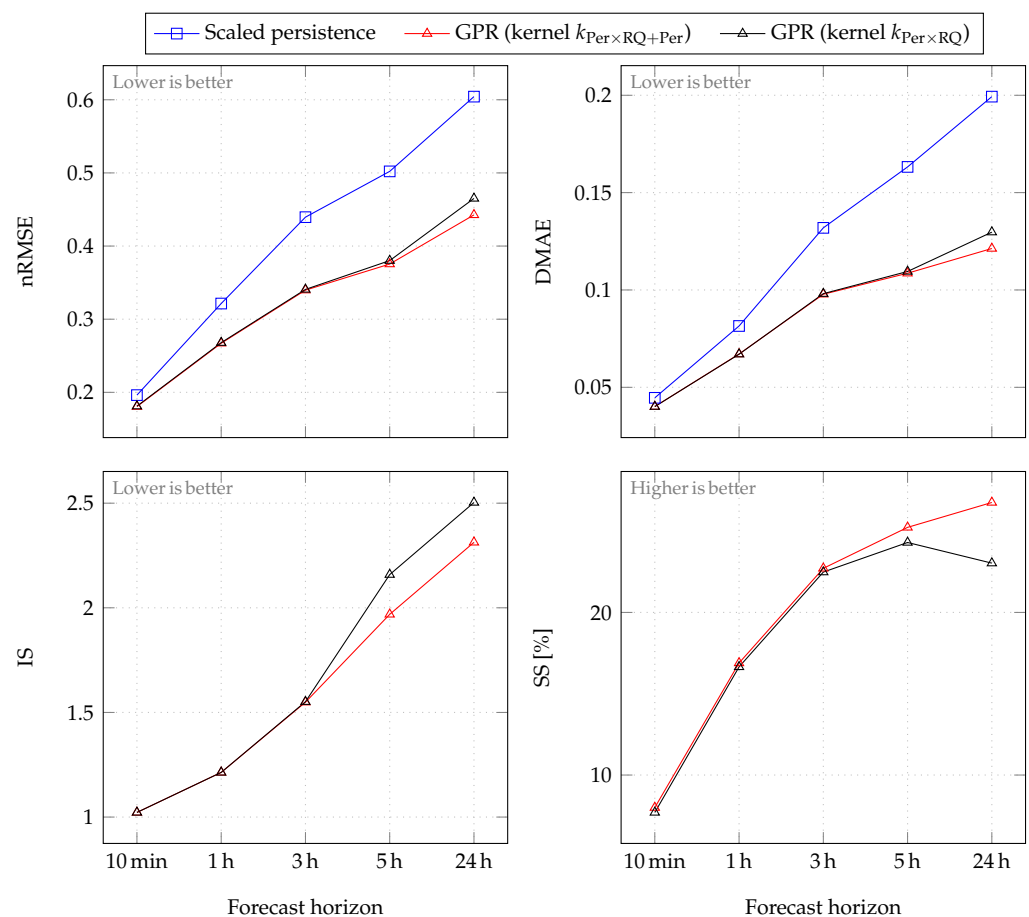 Scaled persistence GPR (kernel k_Per×RQ+Per) GPR (kernel k_Per×RQ)
Lower is better
0.6
0.5
0.4
0.3
0.2
nRMSE
Lower is better
0.2
0.15
0.1
0.05
DMAE
Lower is better
2.5
2
1.5
1
IS
10 min 1 h 3 h 5 h 24 h
Forecast horizon
Higher is better
20
10
SS [%]
10 min 1 h 3 h 5 h 24 h
Forecast horizon